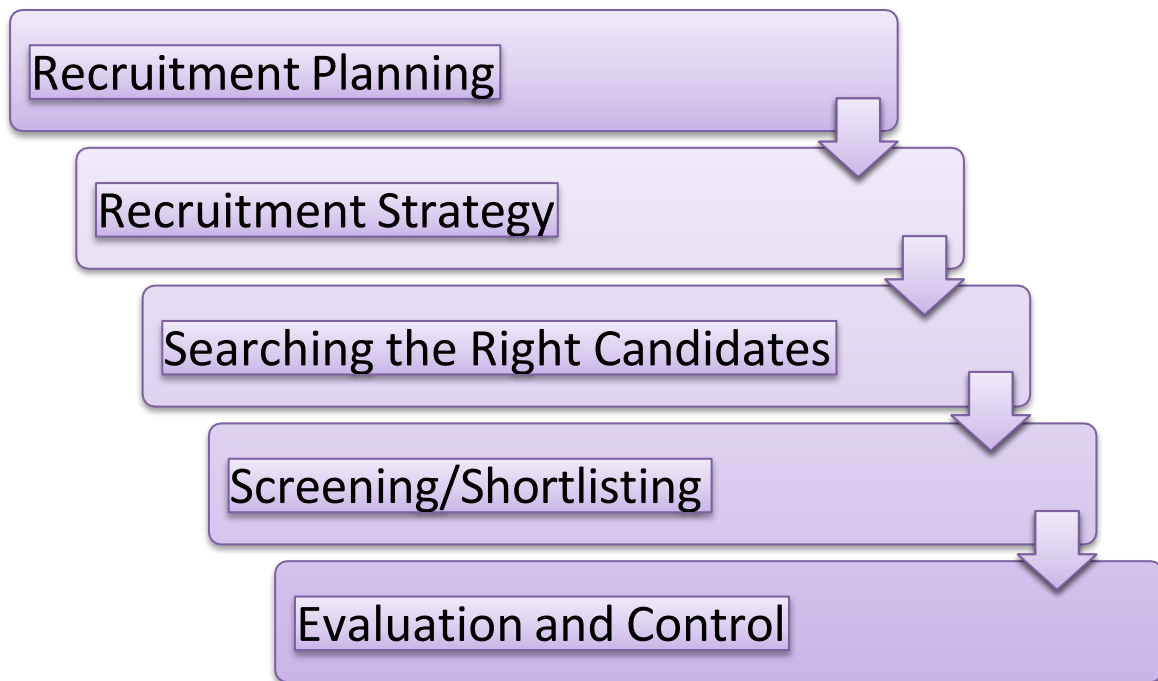 Recruitment Planning
Recruitment Strategy
Searching the Right Candidates
Screening/Shortlisting
Evaluation and Control